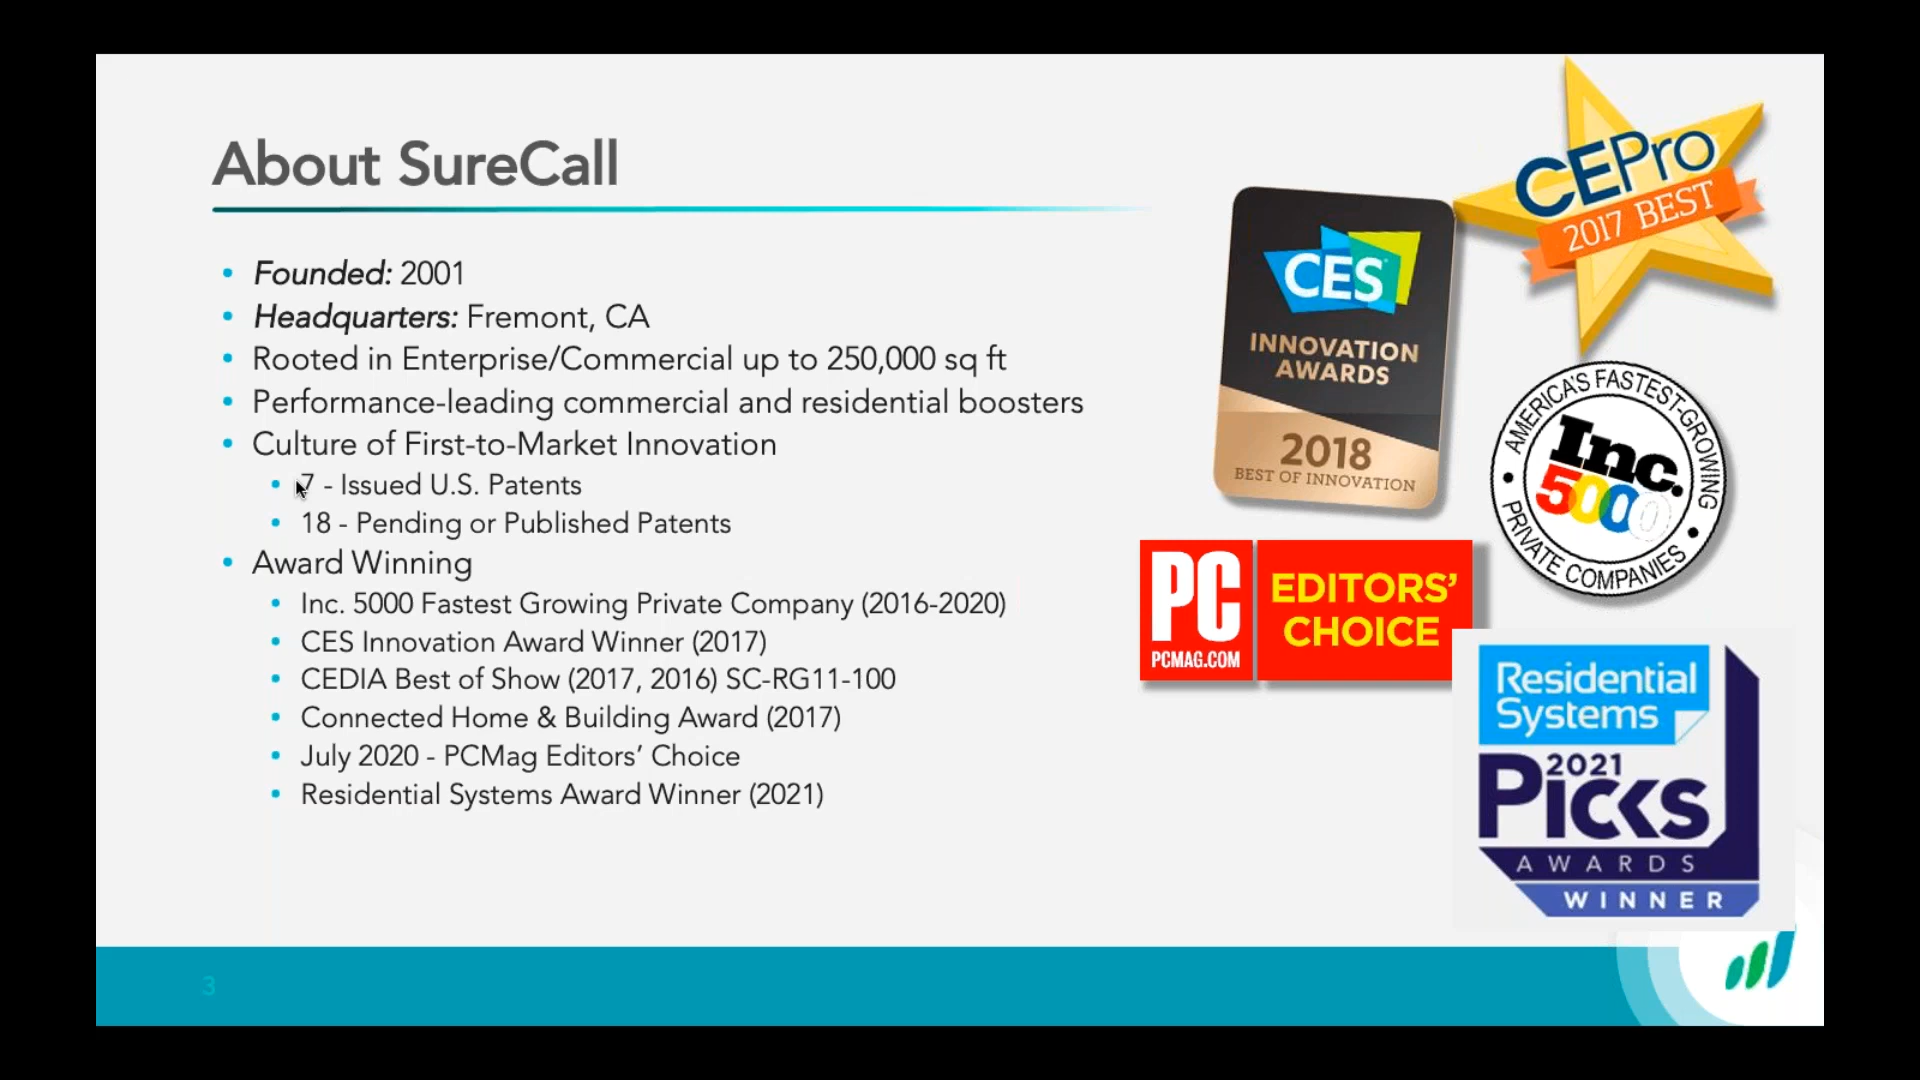 About SureCall
Founded: 2001
Headquarters: Fremont, CA
Rooted in Enterprise/Commercial up to 250,000 sq ft
Performance-leading commercial and residential boosters
Culture of First-to-Market Innovation
7 - Issued U.S. Patents
18 - Pending or Published Patents
Award Winning
Inc. 5000 Fastest Growing Private Company (2016-2020)
CES Innovation Award Winner (2017)
CEDIA Best of Show (2017, 2016) SC-RG11-100
Connected Home & Building Award (2017)
July 2020 - PCMag Editors’ Choice
Residential Systems Award Winner (2021)
CEPro
2017 BEST
CES
INNOVATION
AWARDS
2018
BEST OF INNOVATION
AMERICA'S FASTEST-GROWING
Inc.
5000
PRIVATE COMPANIES
PC
PCMAG.COM
EDITORS’
CHOICE
Residential
Systems
2021
PICKS
AWARDS
WINNER
3